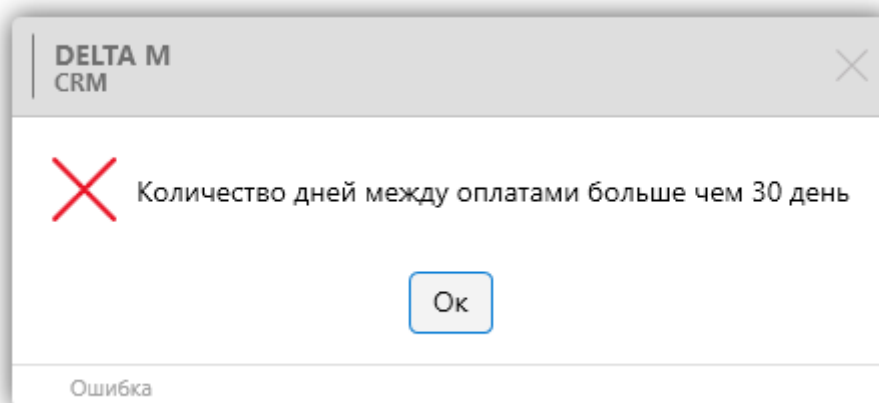 DELTA M
CRM
Количество дней между оплатами больше чем 30 день
Ок
Ошибка